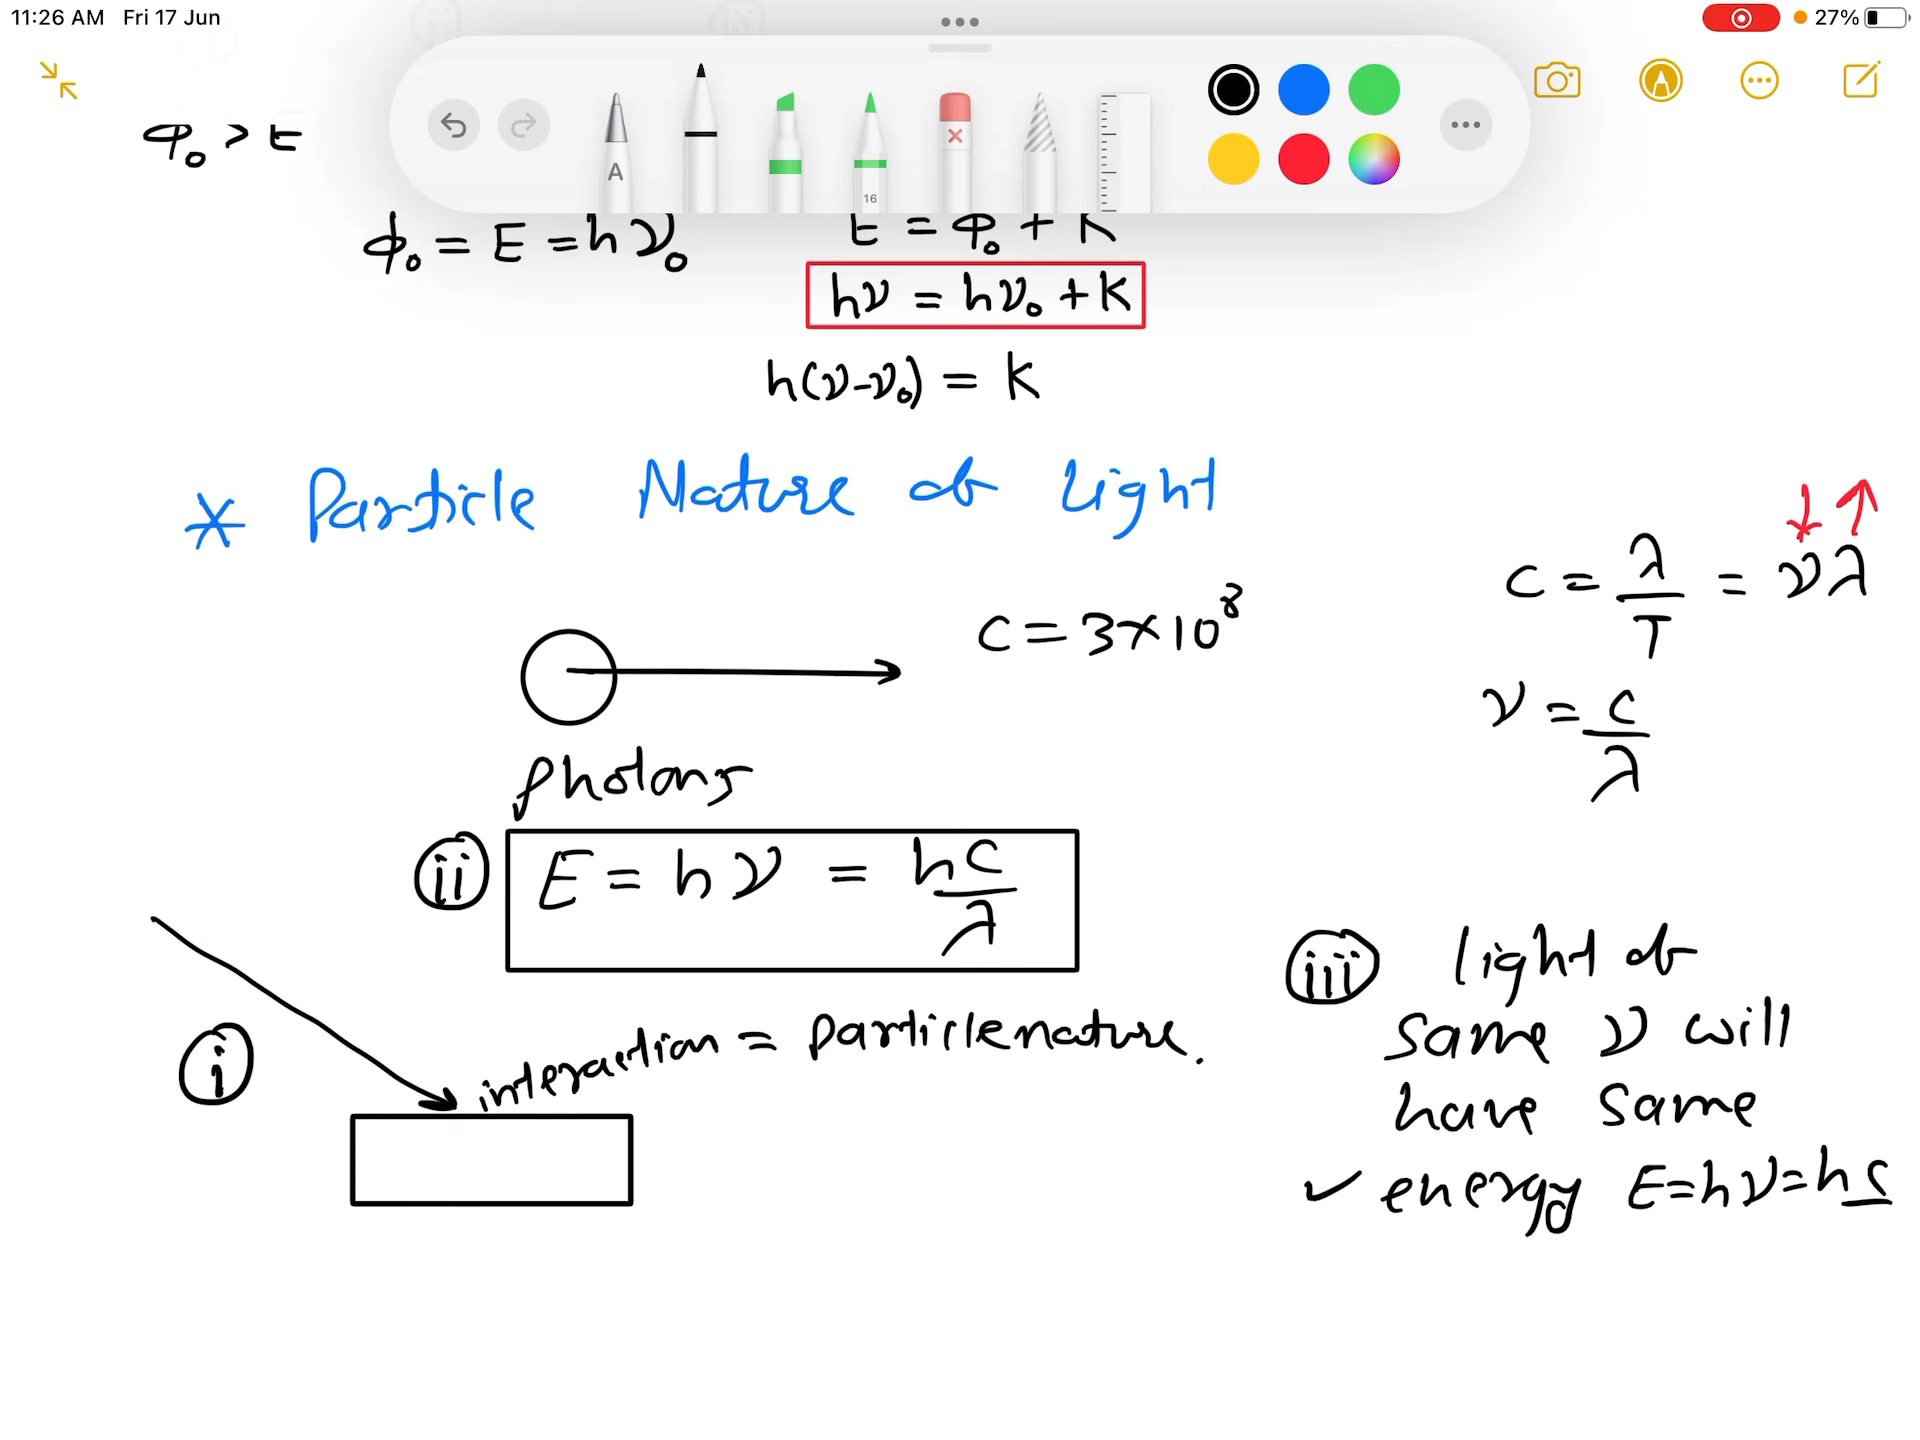 11:26 AM Fri 17 Jun
27%
A
16
φ₀ > E
φ₀ = E = hν₀
E = φ₀ + K
hν = hν₀ + K
h(ν-ν₀) = K
* Particle Nature of light
C = λ/T = νλ
C = 3×10⁸
ν = C/λ
photons
ii E = hν = hC/λ
i interaction = particle nature.
iii light of
same ν will
have same
✓ energy E=hν=hc